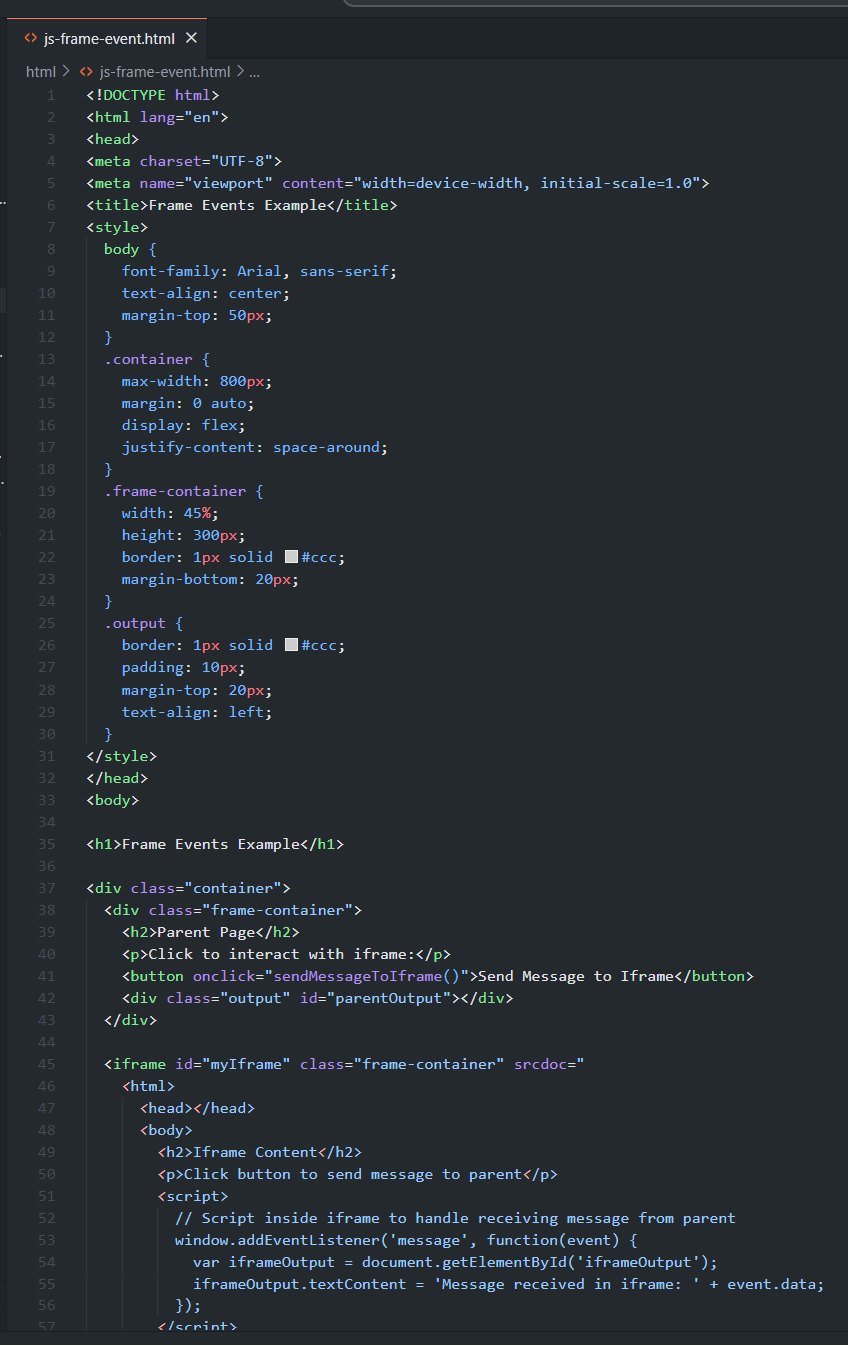 js-frame-event.html
html > js-frame-event.html > ...
1 <!DOCTYPE html>
2 <html lang="en">
3 <head>
4 <meta charset="UTF-8">
5 <meta name="viewport" content="width=device-width, initial-scale=1.0">
6 <title>Frame Events Example</title>
7 <style>
8   body {
9     font-family: Arial, sans-serif;
10     text-align: center;
11     margin-top: 50px;
12   }
13   .container {
14     max-width: 800px;
15     margin: 0 auto;
16     display: flex;
17     justify-content: space-around;
18   }
19   .frame-container {
20     width: 45%;
21     height: 300px;
22     border: 1px solid #ccc;
23     margin-bottom: 20px;
24   }
25   .output {
26     border: 1px solid #ccc;
27     padding: 10px;
28     margin-top: 20px;
29     text-align: left;
30   }
31 </style>
32 </head>
33 <body>
34
35 <h1>Frame Events Example</h1>
36
37 <div class="container">
38   <div class="frame-container">
39     <h2>Parent Page</h2>
40     <p>Click to interact with iframe:</p>
41     <button onclick="sendMessageToIframe()">Send Message to Iframe</button>
42     <div class="output" id="parentOutput"></div>
43   </div>
44
45   <iframe id="myIframe" class="frame-container" srcdoc="
46     <html>
47       <head></head>
48       <body>
49         <h2>Iframe Content</h2>
50         <p>Click button to send message to parent</p>
51         <script>
52           // Script inside iframe to handle receiving message from parent
53           window.addEventListener('message', function(event) {
54             var iframeOutput = document.getElementById('iframeOutput');
55             iframeOutput.textContent = 'Message received in iframe: ' + event.data;
56           });
57         </script>